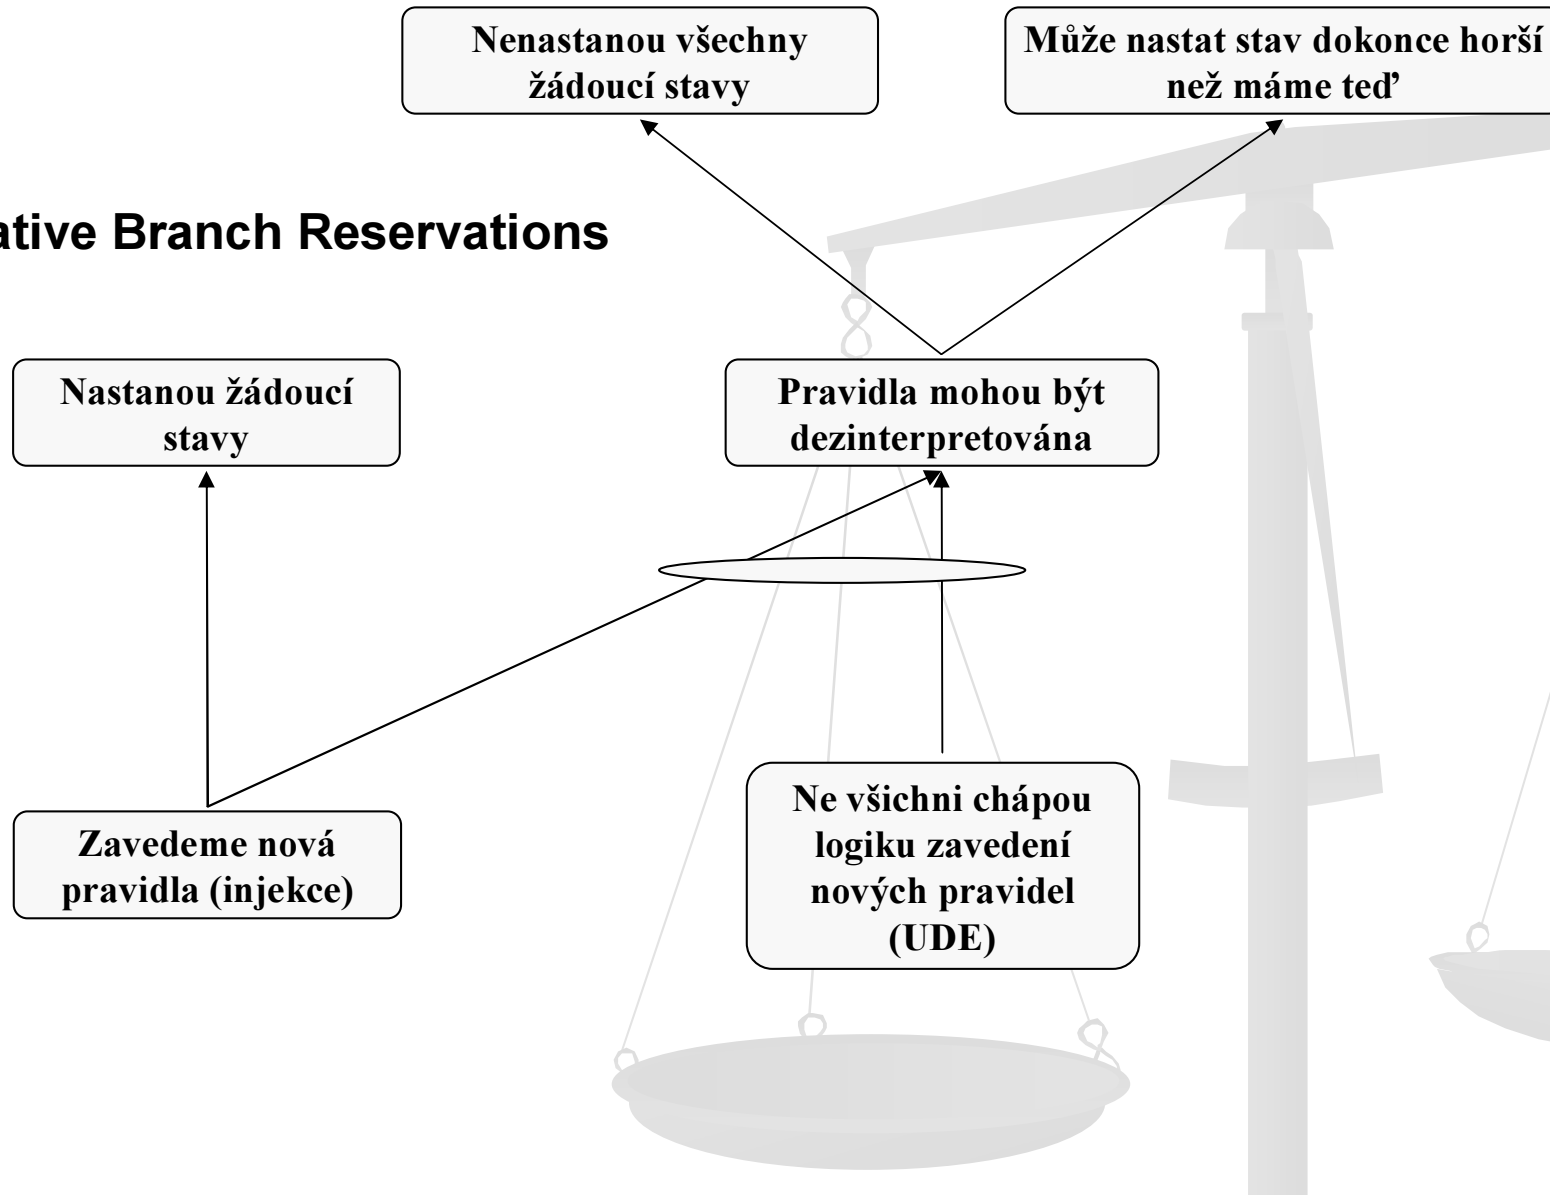 Nenastanou všechny
žádoucí stavy
Může nastat stav dokonce horší
než máme teď
ative Branch Reservations
Nastanou žádoucí
stavy
Pravidla mohou být
dezinterpretována
Zavedeme nová
pravidla (injekce)
Ne všichni chápou
logiku zavedení
nových pravidel
(UDE)